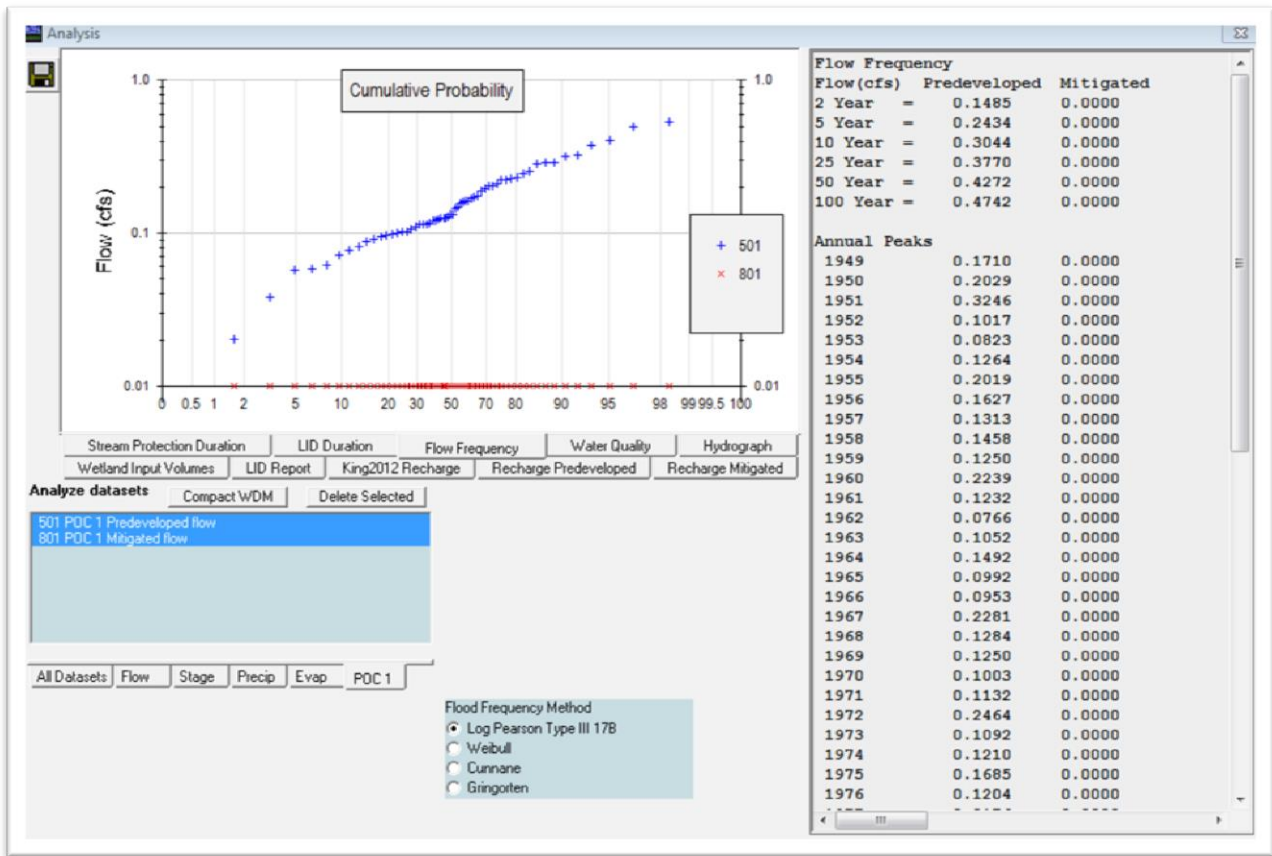 Analysis
Cumulative Probability
1.0
1.0
0.1
0.01
0.01
Flow (cfs)
501
801
0 0.5 1 2 5 10 20 30 50 70 80 90 95 98 99 99.5 100
Stream Protection Duration LID Duration Flow Frequency Water Quality Hydrograph
Wetland Input Volumes LID Report King2012 Recharge Recharge Predeveloped Recharge Mitigated
Analyze datasets Compact WDM Delete Selected
501 POC 1 Predeveloped flow
801 POC 1 Mitigated flow
All Datasets Flow Stage Precip Evap POC 1
Flood Frequency Method
Log Pearson Type III 17B
Weibull
Cunnane
Gringorten
Flow Frequency
Flow(cfs) Predeveloped Mitigated
2 Year = 0.1485 0.0000
5 Year = 0.2434 0.0000
10 Year = 0.3044 0.0000
25 Year = 0.3770 0.0000
50 Year = 0.4272 0.0000
100 Year = 0.4742 0.0000
Annual Peaks
1949 0.1710 0.0000
1950 0.2029 0.0000
1951 0.3246 0.0000
1952 0.1017 0.0000
1953 0.0823 0.0000
1954 0.1264 0.0000
1955 0.2019 0.0000
1956 0.1627 0.0000
1957 0.1313 0.0000
1958 0.1458 0.0000
1959 0.1250 0.0000
1960 0.2239 0.0000
1961 0.1232 0.0000
1962 0.0766 0.0000
1963 0.1052 0.0000
1964 0.1492 0.0000
1965 0.0992 0.0000
1966 0.0953 0.0000
1967 0.2281 0.0000
1968 0.1284 0.0000
1969 0.1250 0.0000
1970 0.1003 0.0000
1971 0.1132 0.0000
1972 0.2464 0.0000
1973 0.1092 0.0000
1974 0.1210 0.0000
1975 0.1685 0.0000
1976 0.1204 0.0000